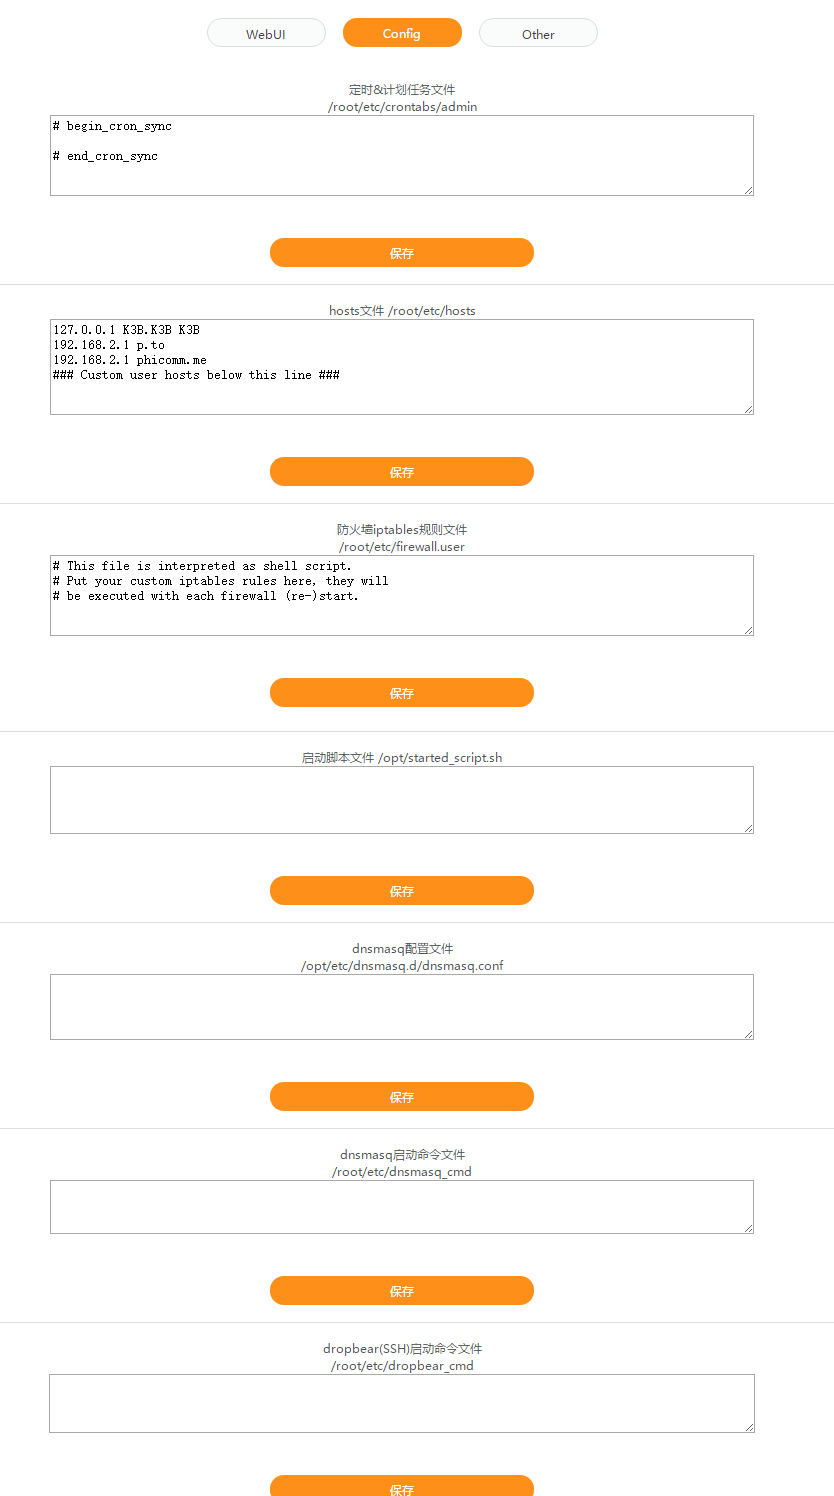 WebUI
Config
Other
定时&计划任务文件
/root/etc/crontabs/admin
# begin_cron_sync
# end_cron_sync
保存
hosts文件 /root/etc/hosts
127.0.0.1 K3B.K3B K3B
192.168.2.1 p.to
192.168.2.1 phicomm.me
### Custom user hosts below this line ###
保存
防火墙iptables规则文件
/root/etc/firewall.user
# This file is interpreted as shell script.
# Put your custom iptables rules here, they will
# be executed with each firewall (re-)start.
保存
启动脚本文件 /opt/started_script.sh
保存
dnsmasq配置文件
/opt/etc/dnsmasq.d/dnsmasq.conf
保存
dnsmasq启动命令文件
/root/etc/dnsmasq_cmd
保存
dropbear(SSH)启动命令文件
/root/etc/dropbear_cmd
保存